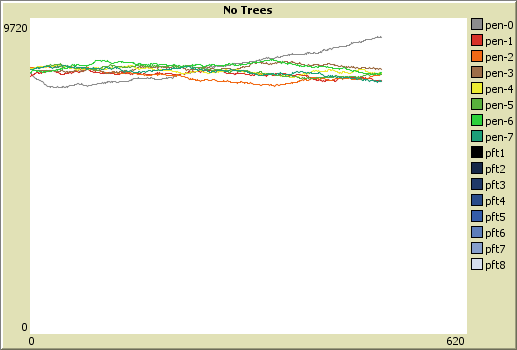 No Trees
9720
0
0
620
pen-0
pen-1
pen-2
pen-3
pen-4
pen-5
pen-6
pen-7
pft1
pft2
pft3
pft4
pft5
pft6
pft7
pft8